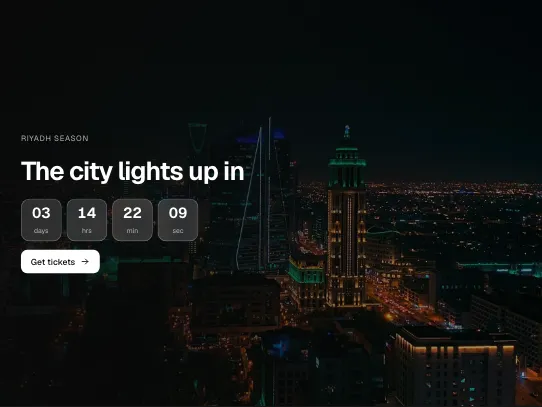 RIYADH SEASON
The city lights up in
03 14 22 09
days hrs min sec
Get tickets →